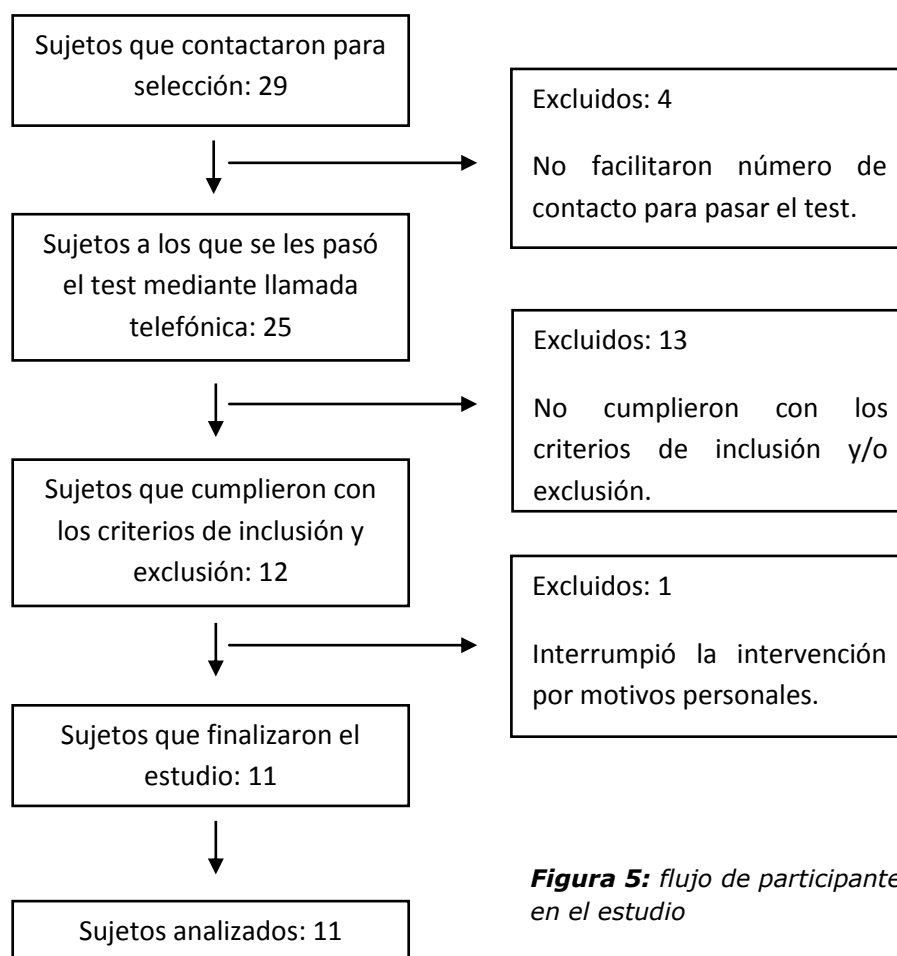 Sujetos que contactaron para
selección: 29
Excluidos: 4
No facilitaron número de
contacto para pasar el test.
Sujetos a los que se les pasó
el test mediante llamada
telefónica: 25
Excluidos: 13
No cumplieron con los
criterios de inclusión y/o
exclusión.
Sujetos que cumplieron con
los criterios de inclusión y
exclusión: 12
Excluidos: 1
Interrumpió la intervención
por motivos personales.
Sujetos que finalizaron el
estudio: 11
Figura 5: flujo de participante
en el estudio
Sujetos analizados: 11